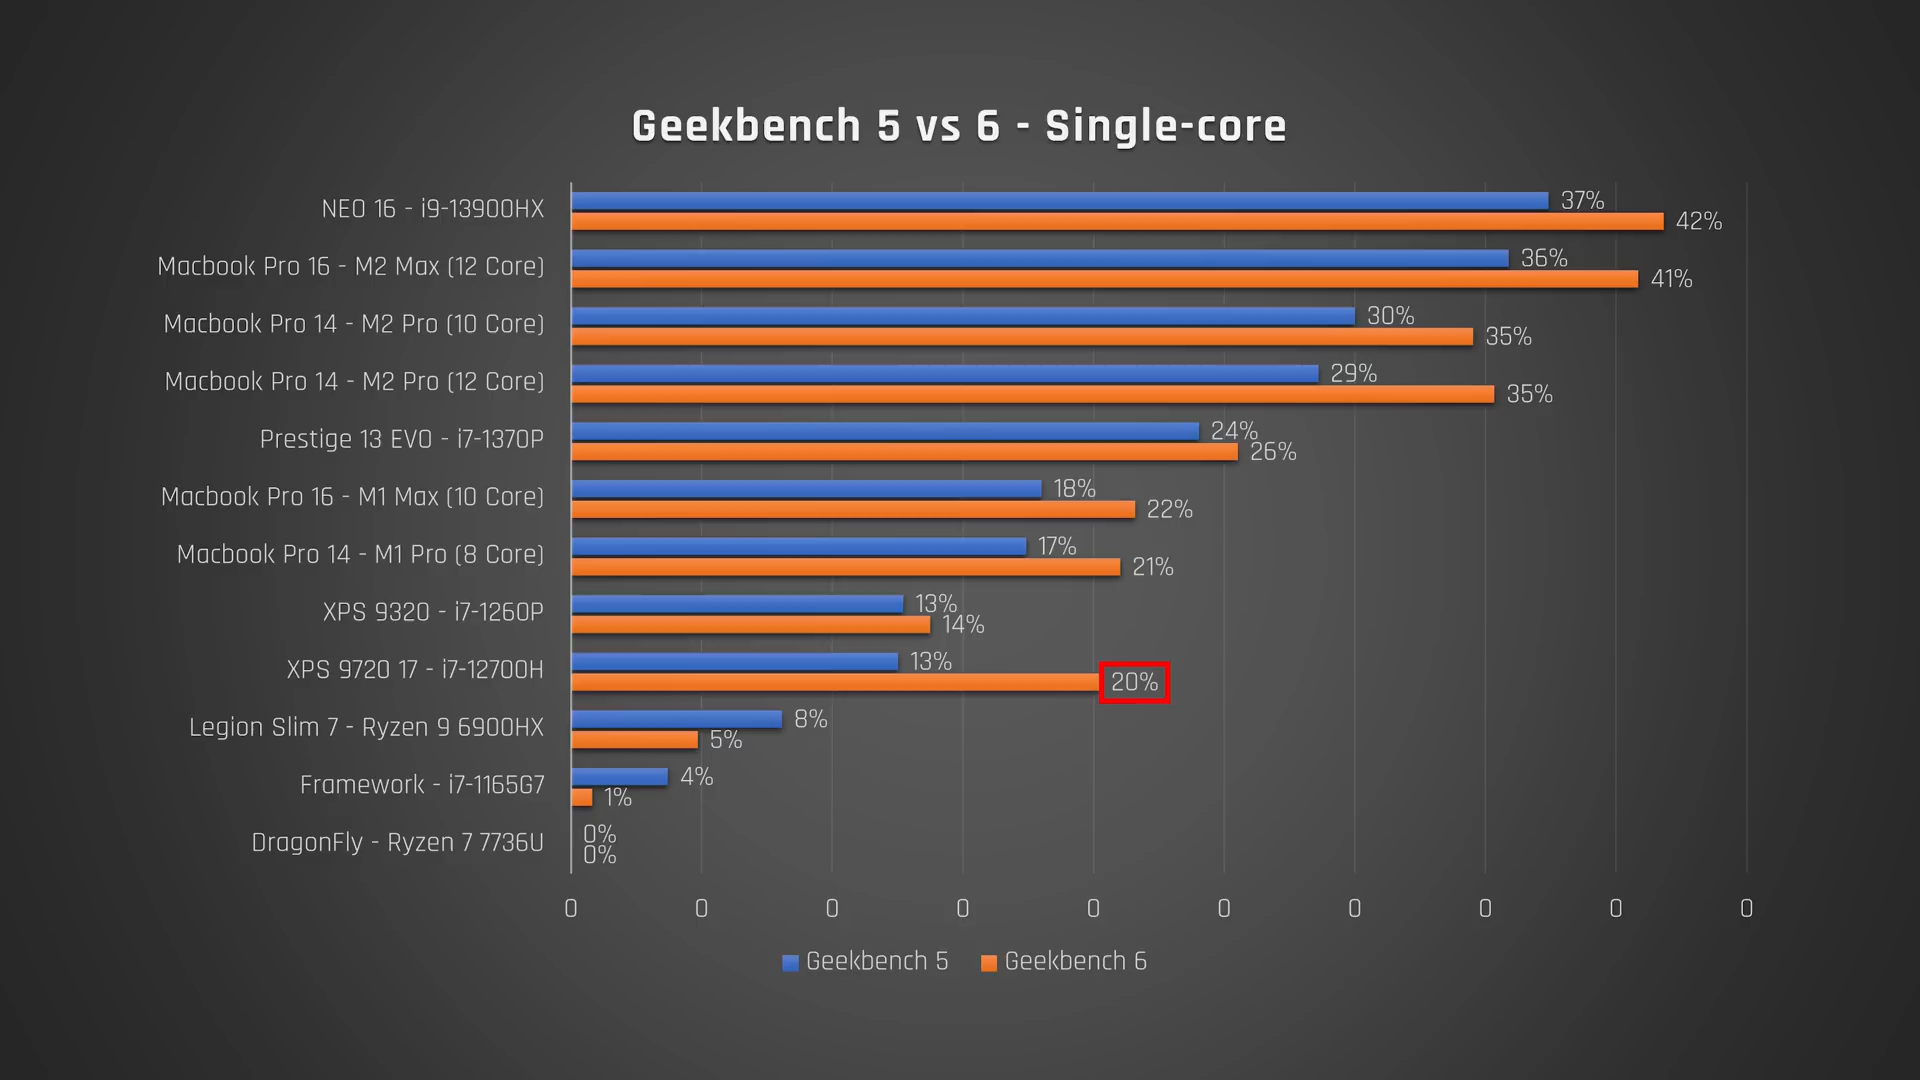 Geekbench 5 vs 6 - Single-core
NEO 16 - i9-13900HX
37%
42%
Macbook Pro 16 - M2 Max (12 Core)
36%
41%
Macbook Pro 14 - M2 Pro (10 Core)
30%
35%
Macbook Pro 14 - M2 Pro (12 Core)
29%
35%
Prestige 13 EVO - i7-1370P
24%
26%
Macbook Pro 16 - M1 Max (10 Core)
18%
22%
Macbook Pro 14 - M1 Pro (8 Core)
17%
21%
XPS 9320 - i7-1260P
13%
14%
XPS 9720 17 - i7-12700H
13%
20%
Legion Slim 7 - Ryzen 9 6900HX
8%
5%
Framework - i7-1165G7
4%
1%
DragonFly - Ryzen 7 7736U
0%
0%
0 0 0 0 0 0 0 0 0 0
Geekbench 5 Geekbench 6